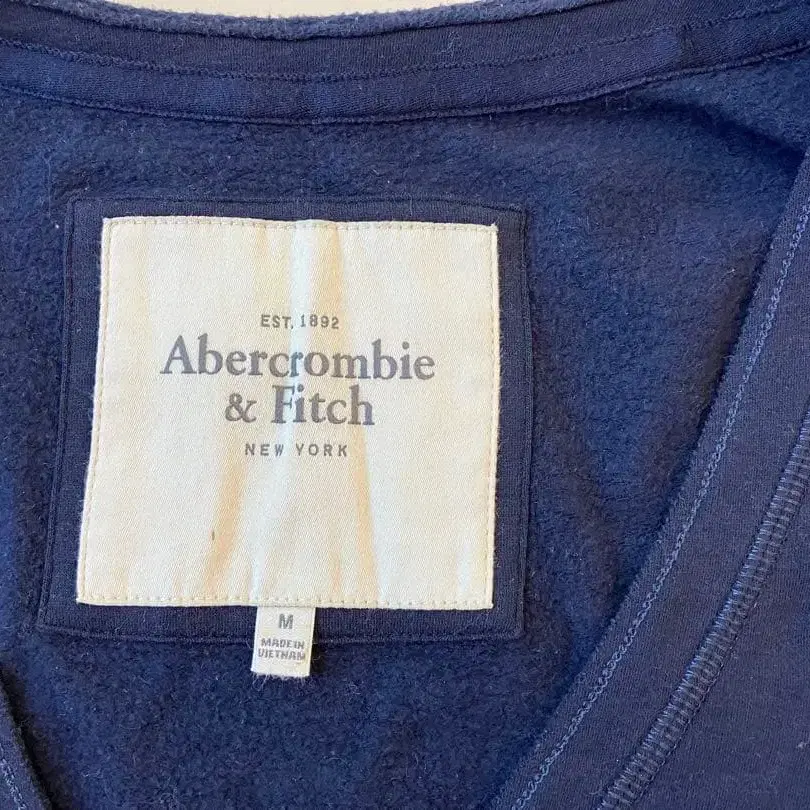 EST. 1892
Abercrombie
& Fitch
NEW YORK
M
MADE IN
VIETNAM